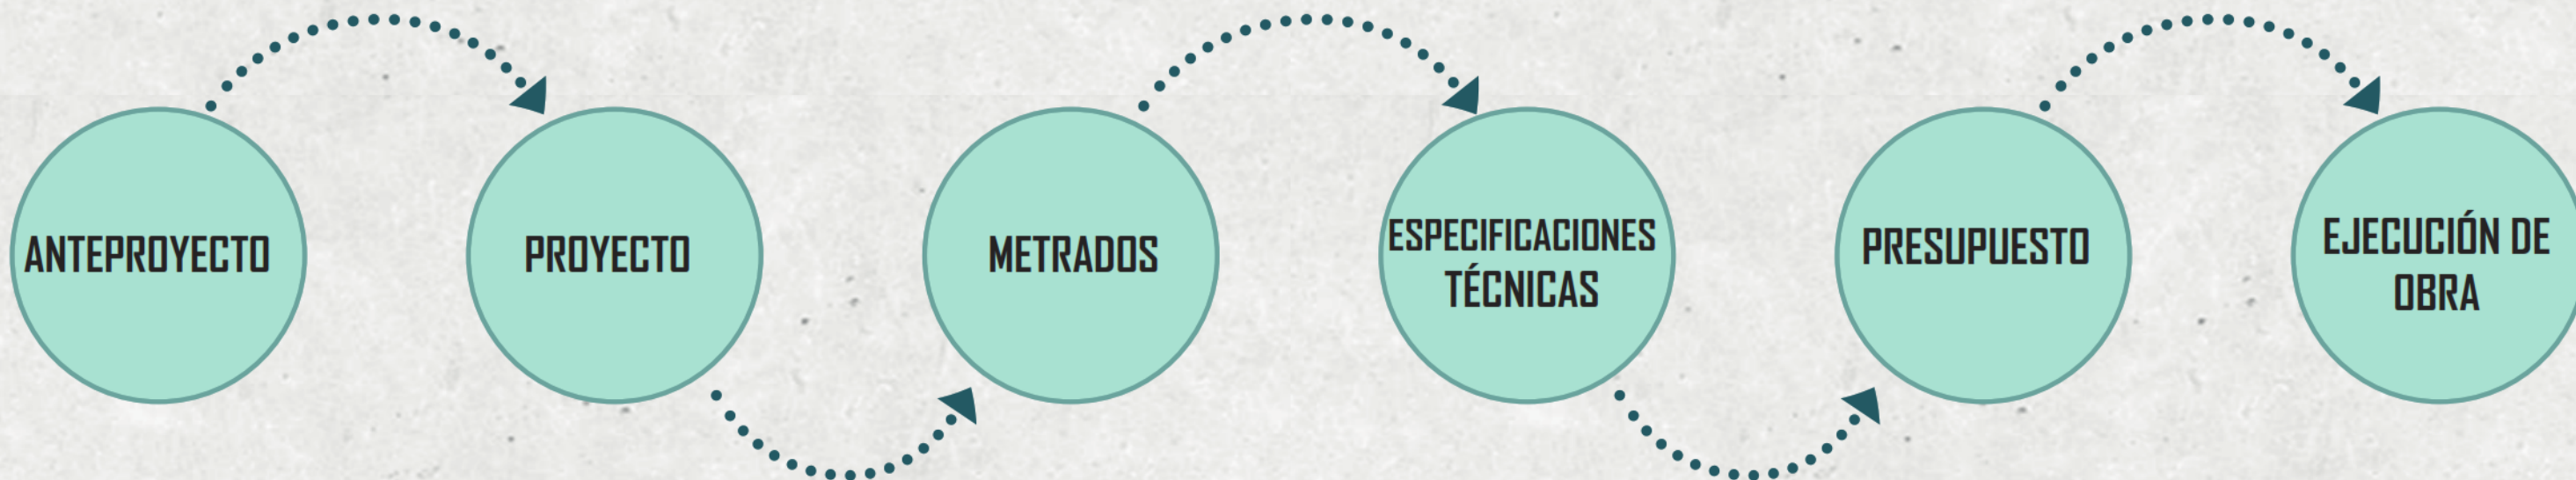 ANTEPROYECTO
PROYECTO
METRADOS
ESPECIFICACIONES
TÉCNICAS
PRESUPUESTO
EJECUCIÓN DE
OBRA